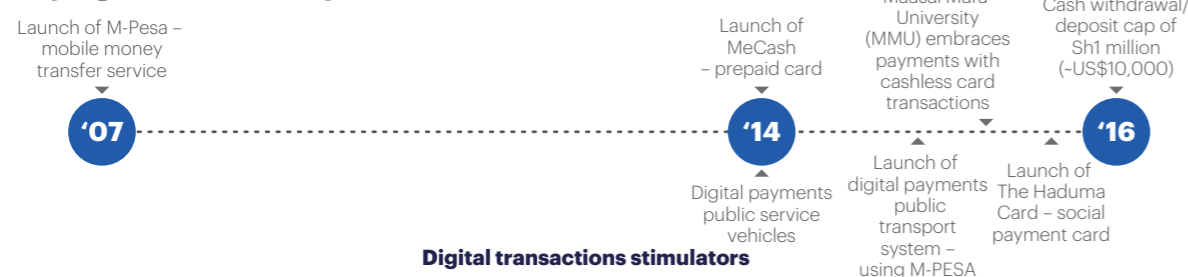 Launch of M-Pesa –
mobile money
transfer service
Launch of
MeCash
– prepaid card
University
(MMU) embraces
payments with
cashless card
transactions
Cash withdrawal/
deposit cap of
Sh1 million
(~US$10,000)
‘07
‘14
‘16
Digital payments
public service
vehicles
Launch of
digital payments
public
transport
system –
using M-PESA
Launch of
The Haduma
Card – social
payment card
Digital transactions stimulators